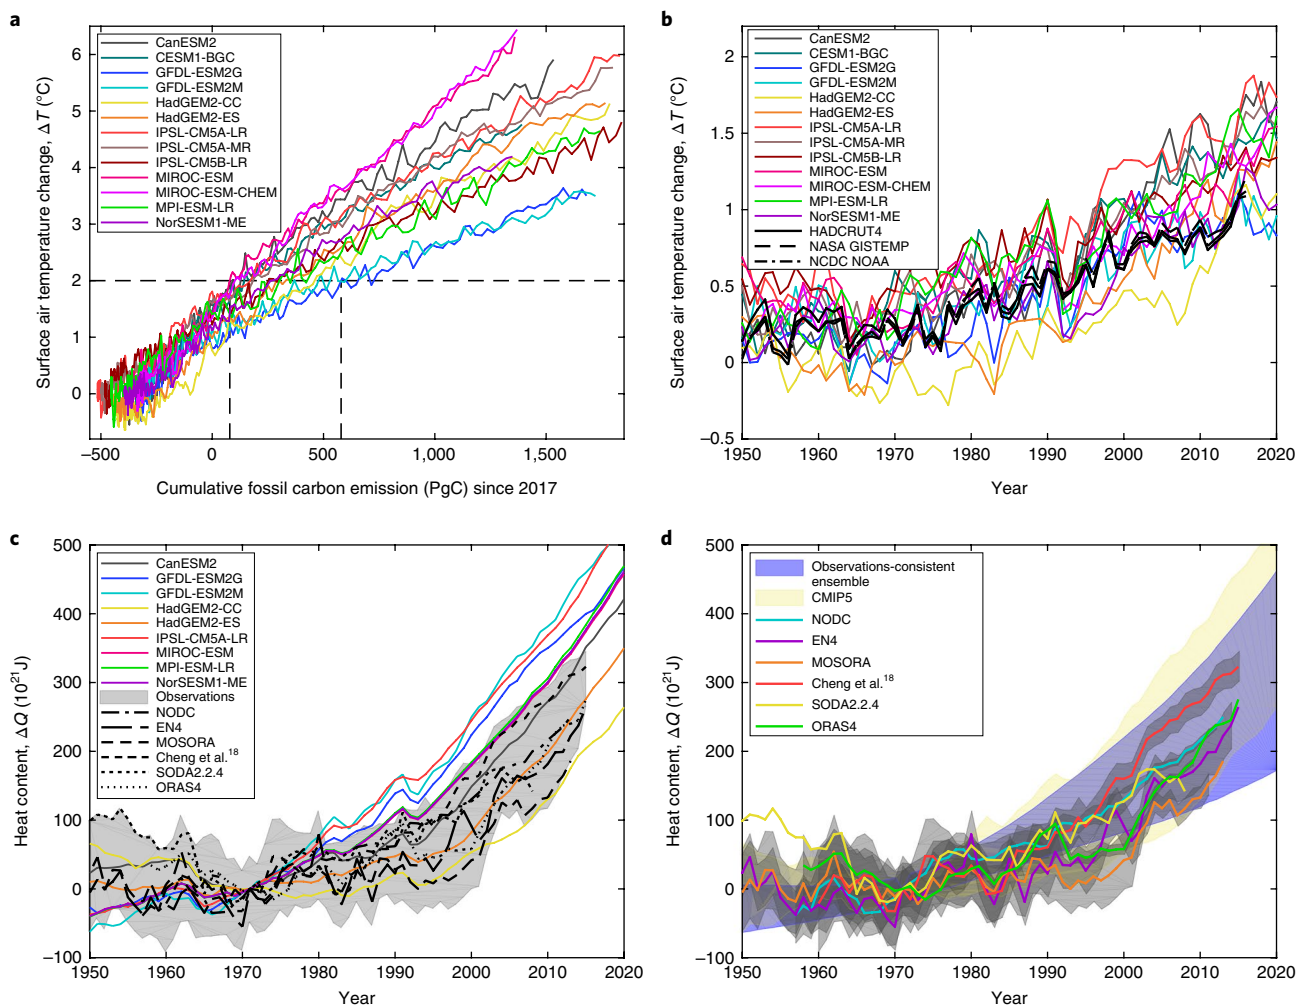 a
6
5
4
3
2
1
0
Surface air temperature change, ΔT (°C)
CanESM2
CESM1-BGC
GFDL-ESM2G
GFDL-ESM2M
HadGEM2-CC
HadGEM2-ES
IPSL-CM5A-LR
IPSL-CM5A-MR
IPSL-CM5B-LR
MIROC-ESM
MIROC-ESM-CHEM
MPI-ESM-LR
NorSESM1-ME
–500 0 500 1,000 1,500
Cumulative fossil carbon emission (PgC) since 2017
b
2
1.5
1.0
0.5
0
–0.5
Surface air temperature change, ΔT (°C)
CanESM2
CESM1-BGC
GFDL-ESM2G
GFDL-ESM2M
HadGEM2-CC
HadGEM2-ES
IPSL-CM5A-LR
IPSL-CM5A-MR
IPSL-CM5B-LR
MIROC-ESM
MIROC-ESM-CHEM
MPI-ESM-LR
NorSESM1-ME
HADCRUT4
NASA GISTEMP
NCDC NOAA
1950 1960 1970 1980 1990 2000 2010 2020
Year
c
500
400
300
200
100
0
–100
Heat content, ΔQ (10²¹J)
CanESM2
GFDL-ESM2G
GFDL-ESM2M
HadGEM2-CC
HadGEM2-ES
IPSL-CM5A-LR
MIROC-ESM
MPI-ESM-LR
NorSESM1-ME
Observations
NODC
EN4
MOSORA
Cheng et al.¹⁸
SODA2.2.4
ORAS4
1950 1960 1970 1980 1990 2000 2010 2020
Year
d
500
400
300
200
100
0
–100
Heat content, ΔQ (10²¹J)
Observations-consistent
ensemble
CMIP5
NODC
EN4
MOSORA
Cheng et al.¹⁸
SODA2.2.4
ORAS4
1950 1960 1970 1980 1990 2000 2010 2020
Year